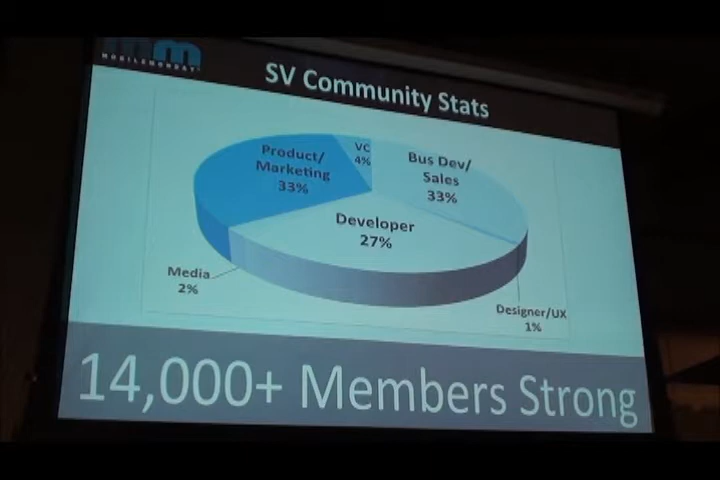 MOBILEMONDAY
SV Community Stats
VC
4%
Product/
Marketing
33%
Bus Dev/
Sales
33%
Developer
27%
Media
2%
Designer/UX
1%
14,000+ Members Strong